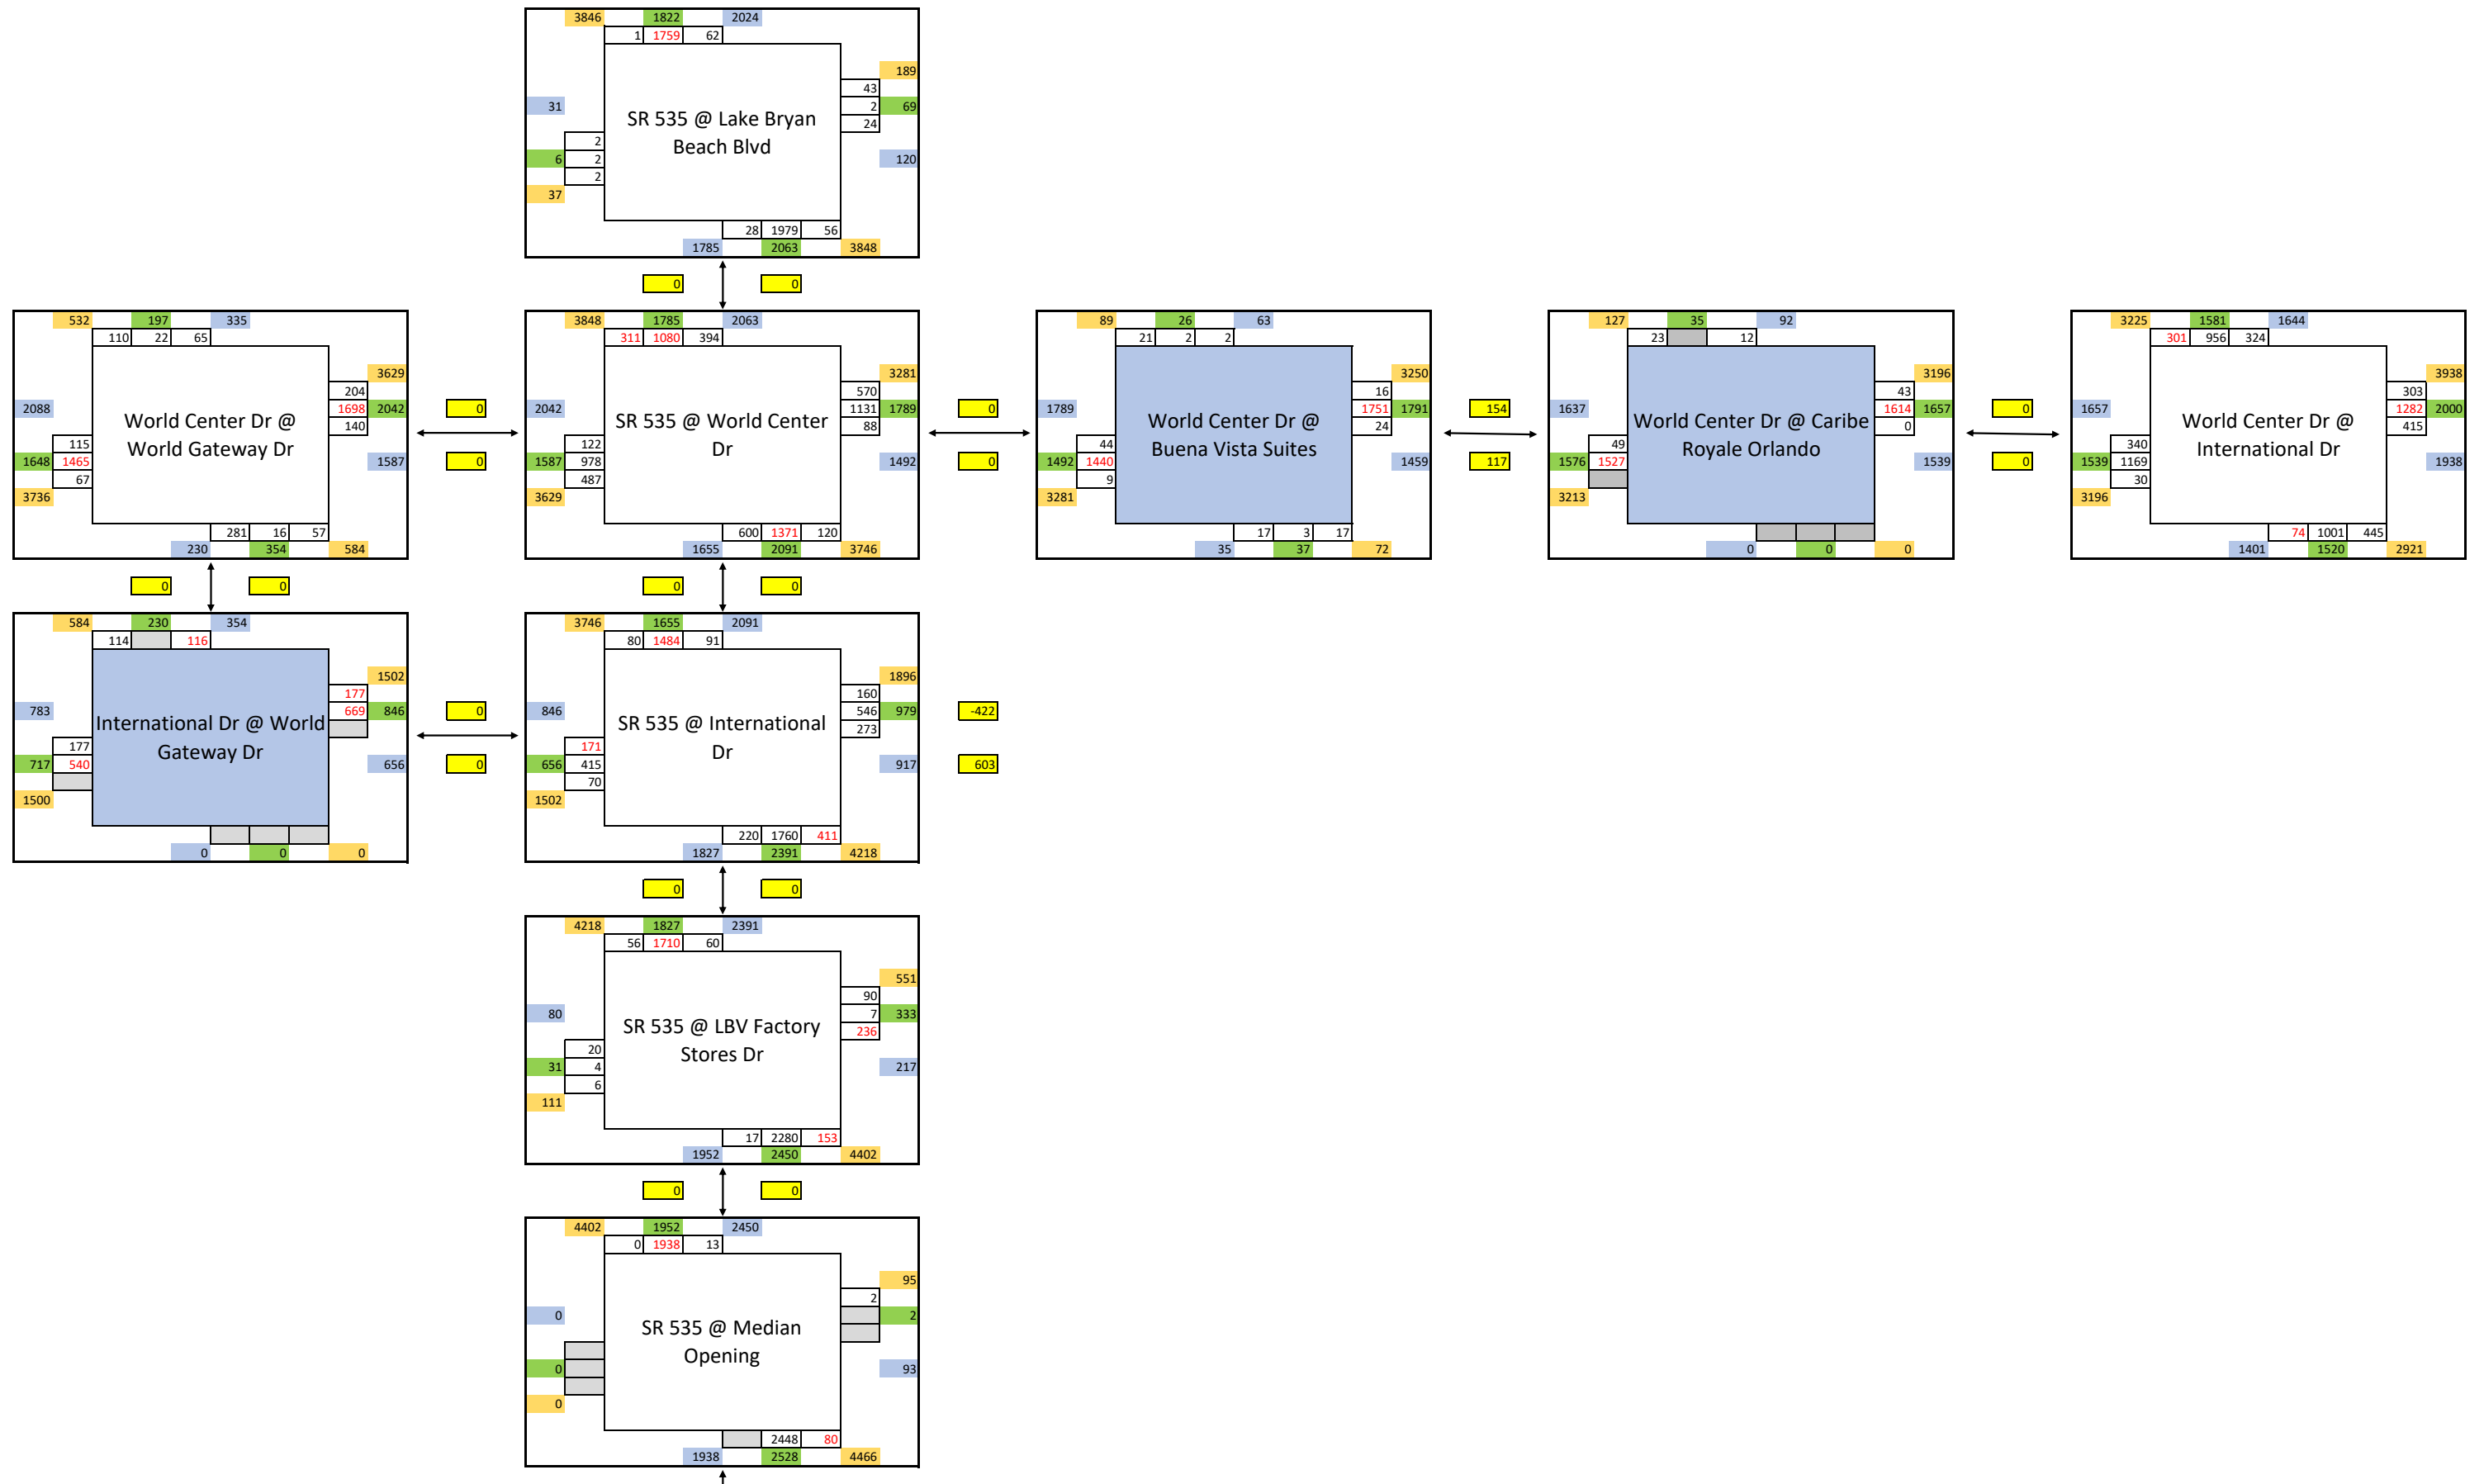 3846 1822 2024
1 1759 62
189
43
31 2 69
24
SR 535 @ Lake Bryan
Beach Blvd
2
6 2 120
2
37
28 1979 56
1785 2063 3848
0 0
532 197 335
110 22 65
3629
204
2088 1698 2042
140
World Center Dr @
World Gateway Dr
115
1648 1465 1587
67
3736
281 16 57
230 354 584
0
0
3848 1785 2063
311 1080 394
3281
570
2042 1131 1789
88
SR 535 @ World Center
Dr
122
1587 978 1492
487
3629
600 1371 120
1655 2091 3746
0
0
89 26 63
21 2 2
3250
16
1789 1751 1791
24
World Center Dr @
Buena Vista Suites
44
1492 1440 1459
9
3281
17 3 17
35 37 72
154
117
127 35 92
23 12
3196
43
1637 1614 1657
0
World Center Dr @ Caribe
Royale Orlando
49
1576 1527 1539
3213
0 0 0
0
0
3225 1581 1644
301 956 324
3938
303
1657 1282 2000
415
World Center Dr @
International Dr
340
1539 1169 1938
30
3196
74 1001 445
1401 1520 2921
0 0
0 0
584 230 354
114 116
1502
177
783 669 846
International Dr @ World
Gateway Dr
177
717 540 656
1500
0 0 0
0
0
3746 1655 2091
80 1484 91
1896
160
846 546 979
273
SR 535 @ International
Dr
171
656 415 917
70
1502
220 1760 411
1827 2391 4218
-422
603
0 0
4218 1827 2391
56 1710 60
551
90
80 7 333
236
SR 535 @ LBV Factory
Stores Dr
20
31 4 217
6
111
17 2280 153
1952 2450 4402
0 0
4402 1952 2450
0 1938 13
95
2
0 2
SR 535 @ Median
Opening
0 93
0
2448 80
1938 2528 4466